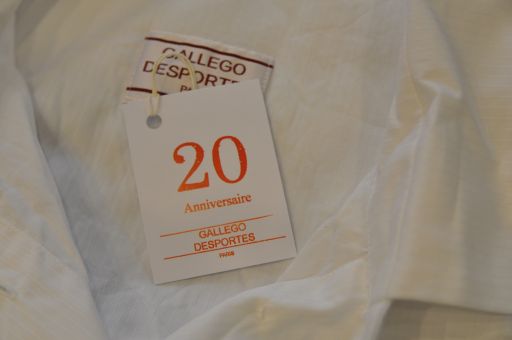 GALLEGO
DESPORTES
20
Anniversaire
GALLEGO
DESPORTES
PARIS